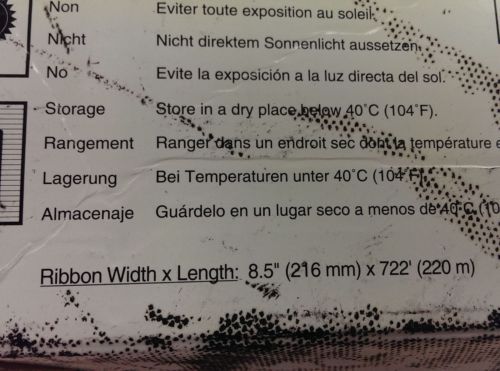 Non Eviter toute exposition au soleil.
Nicht Nicht direktem Sonnenlicht aussetzen.
No Evite la exposición a la luz directa del sol.
Storage Store in a dry place below 40°C (104°F).
Rangement Ranger dans un endroit sec dont la température
Lagerung Bei Temperaturen unter 40°C (104°F).
Almacenaje Guárdelo en un lugar seco a menos de 40°C (10
Ribbon Width x Length: 8.5" (216 mm) x 722' (220 m)